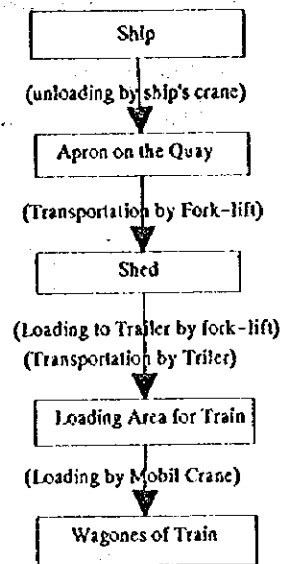 Ship
(unloading by ship's crane)
Apron on the Quay
(Transportation by Fork-lift)
Shed
(Loading to Trailer by fork-lift)
(Transportation by Triler)
Loading Area for Train
(Loading by Mobil Crane)
Wagones of Train